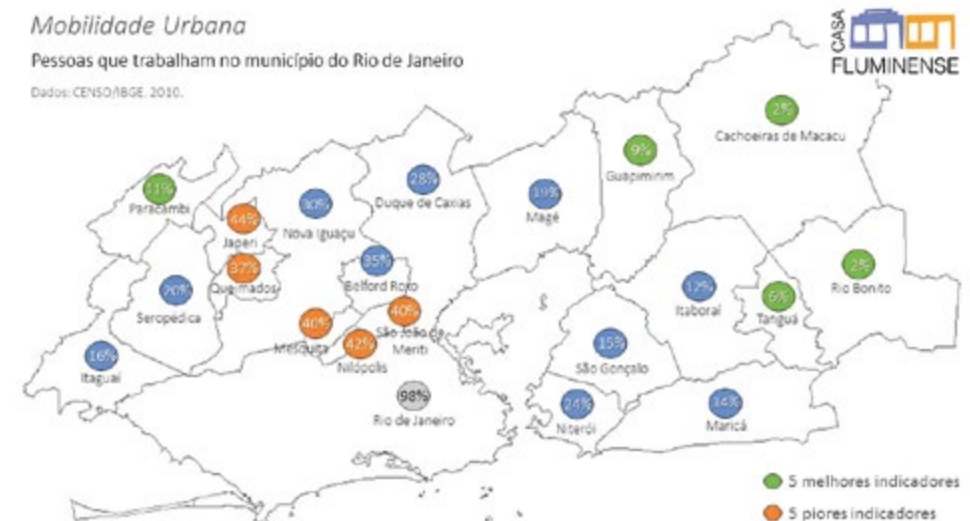 Mobilidade Urbana
Pessoas que trabalham no município do Rio de Janeiro
Dados: CENSO/IBGE, 2010.
CASA
FLUMINENSE
2%
Cachoeiras de Macacu
9%
Guapimirim
28%
Duque de Caxias
19%
Magé
11%
Paracambi
30%
Nova Iguaçu
44%
Japeri
37%
Queimados
35%
Belford Roxo
2%
Rio Bonito
20%
Seropédica
12%
Itaboraí
6%
Tanguá
40%
Mesquita
40%
São João de
Meriti
42%
Nilópolis
15%
São Gonçalo
16%
Itaguaí
98%
Rio de Janeiro
24%
Niterói
14%
Maricá
5 melhores indicadores
5 piores indicadores